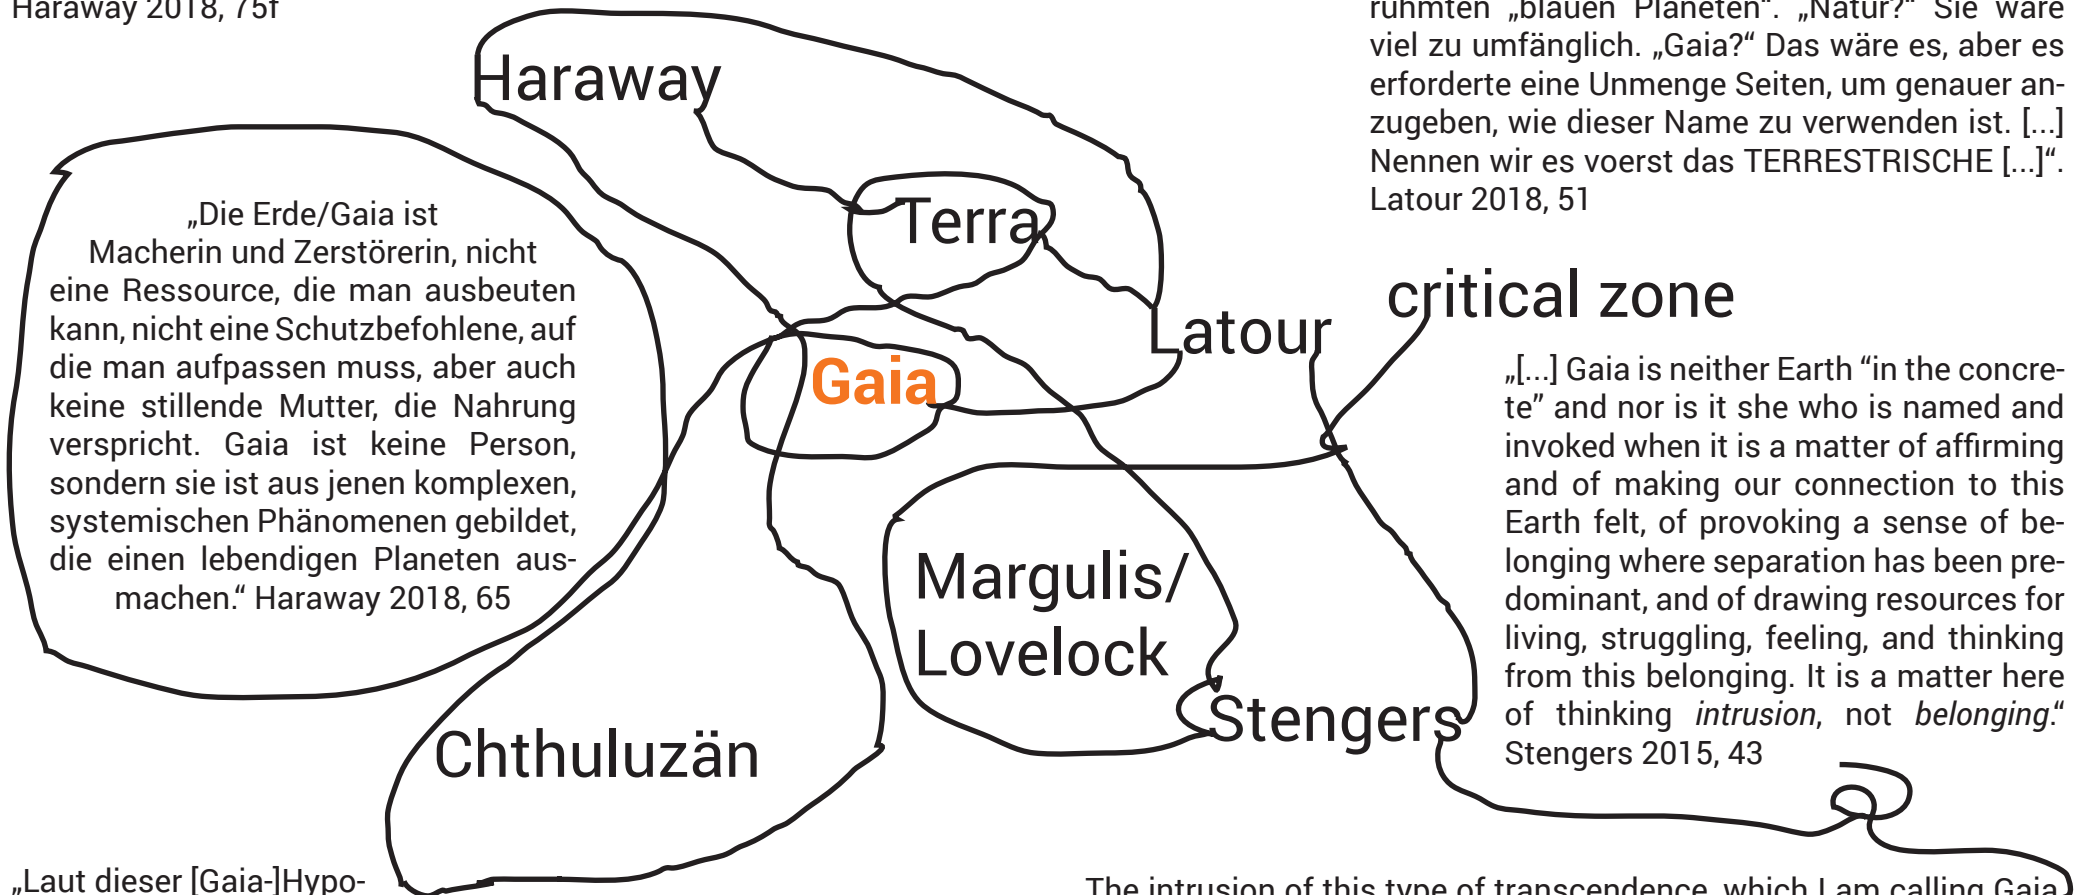 Haraway 2018, 75f
rühmten „blauen Planeten“. „Natur?“ Sie wäre
viel zu umfänglich. „Gaia?“ Das wäre es, aber es
erforderte eine Unmenge Seiten, um genauer an-
zugeben, wie dieser Name zu verwenden ist. [...]
Nennen wir es voerst das TERRESTRISCHE [...]“.
Latour 2018, 51
Haraway
„Die Erde/Gaia ist
Macherin und Zerstörerin, nicht
eine Ressource, die man ausbeuten
kann, nicht eine Schutzbefohlene, auf
die man aufpassen muss, aber auch
keine stillende Mutter, die Nahrung
verspricht. Gaia ist keine Person,
sondern sie ist aus jenen komplexen,
systemischen Phänomenen gebildet,
die einen lebendigen Planeten aus-
machen.“ Haraway 2018, 65
Terra
Latour
critical zone
Gaia
„[...] Gaia is neither Earth “in the concre-
te” and nor is it she who is named and
invoked when it is a matter of affirming
and of making our connection to this
Earth felt, of provoking a sense of be-
longing where separation has been pre-
dominant, and of drawing resources for
living, struggling, feeling, and thinking
from this belonging. It is a matter here
of thinking intrusion, not belonging.“
Stengers 2015, 43
Margulis/
Lovelock
Stengers
Chthuluzän
„Laut dieser [Gaia-]Hypo-
The intrusion of this type of transcendence, which I am calling Gaia,